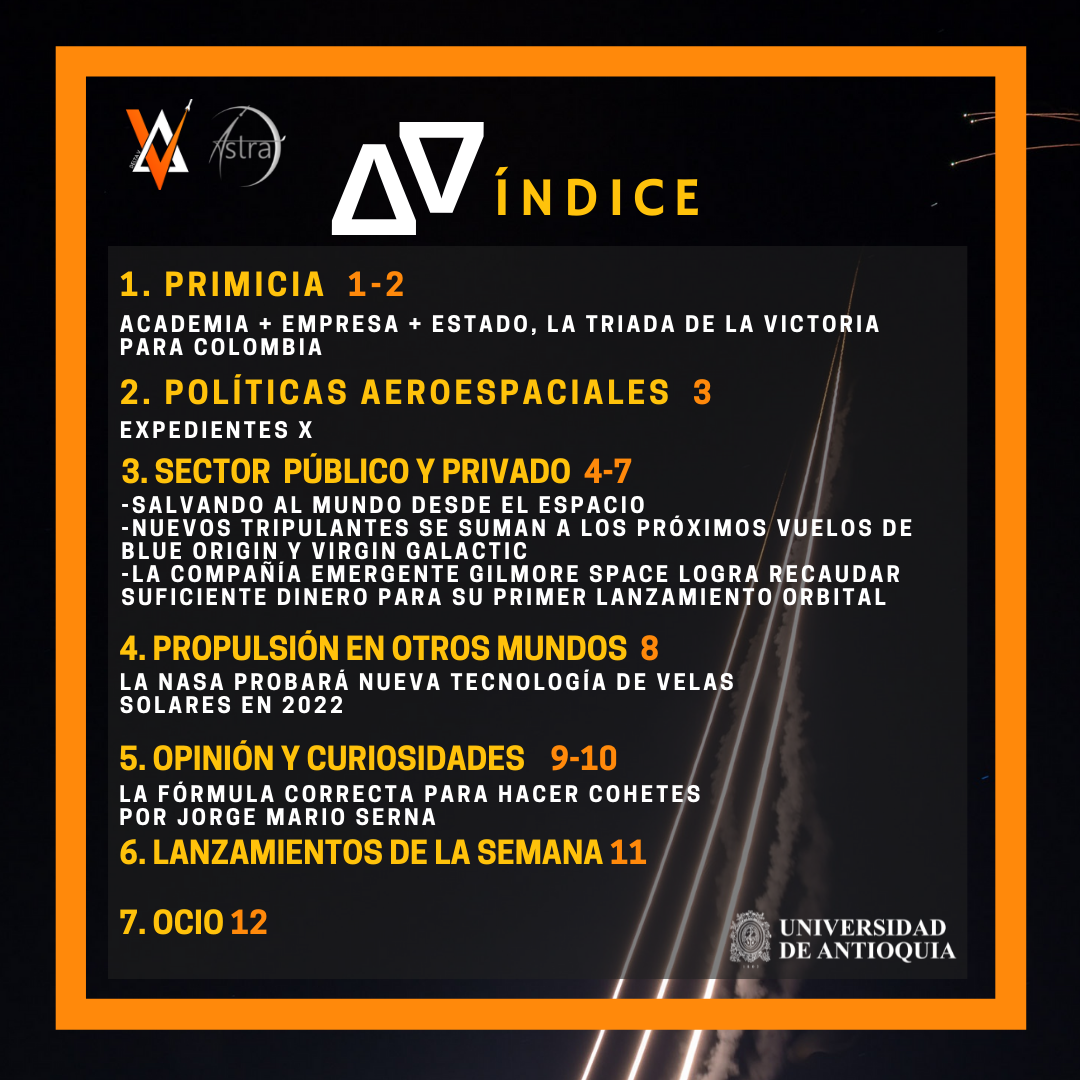 Astra
ÍNDICE
1. PRIMICIA 1-2
ACADEMIA + EMPRESA + ESTADO, LA TRIADA DE LA VICTORIA
PARA COLOMBIA
2. POLÍTICAS AEROESPACIALES 3
EXPEDIENTES X
3. SECTOR PÚBLICO Y PRIVADO 4-7
-SALVANDO AL MUNDO DESDE EL ESPACIO
-NUEVOS TRIPULANTES SE SUMAN A LOS PRÓXIMOS VUELOS DE
BLUE ORIGIN Y VIRGIN GALACTIC
-LA COMPAÑÍA EMERGENTE GILMORE SPACE LOGRA RECAUDAR
SUFICIENTE DINERO PARA SU PRIMER LANZAMIENTO ORBITAL
4. PROPULSIÓN EN OTROS MUNDOS 8
LA NASA PROBARÁ NUEVA TECNOLOGÍA DE VELAS
SOLARES EN 2022
5. OPINIÓN Y CURIOSIDADES 9-10
LA FÓRMULA CORRECTA PARA HACER COHETES
POR JORGE MARIO SERNA
6. LANZAMIENTOS DE LA SEMANA 11
7. OCIO 12
UNIVERSIDAD
DE ANTIOQUIA